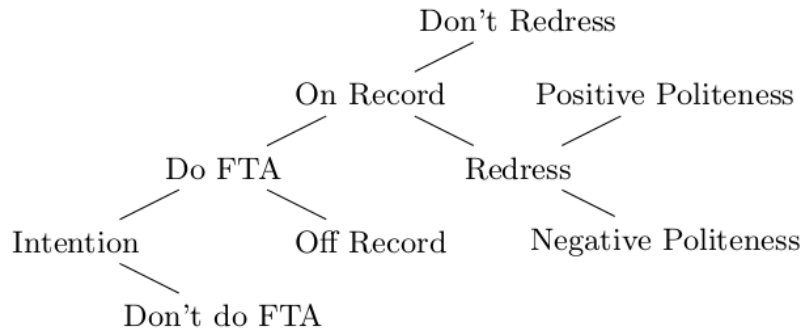 Don't Redress
On Record
Positive Politeness
Do FTA
Redress
Intention
Off Record
Negative Politeness
Don't do FTA